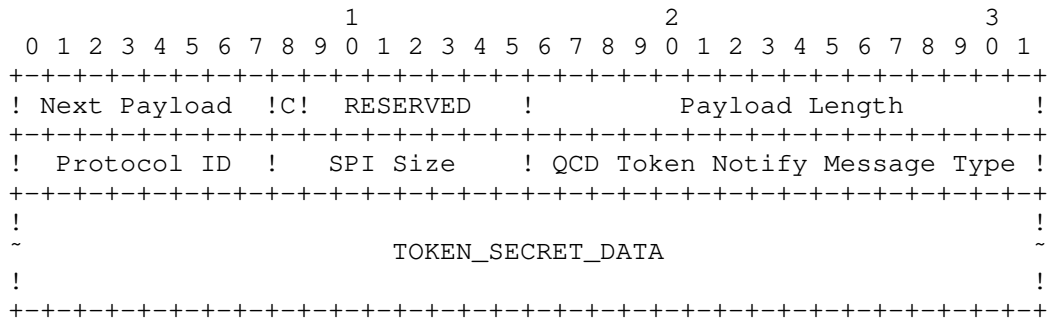 1                   2                   3
 0 1 2 3 4 5 6 7 8 9 0 1 2 3 4 5 6 7 8 9 0 1 2 3 4 5 6 7 8 9 0 1
+-+-+-+-+-+-+-+-+-+-+-+-+-+-+-+-+-+-+-+-+-+-+-+-+-+-+-+-+-+-+-+-+
! Next Payload  !C!  RESERVED   !         Payload Length        !
+-+-+-+-+-+-+-+-+-+-+-+-+-+-+-+-+-+-+-+-+-+-+-+-+-+-+-+-+-+-+-+-+
!  Protocol ID  !   SPI Size    ! QCD Token Notify Message Type !
+-+-+-+-+-+-+-+-+-+-+-+-+-+-+-+-+-+-+-+-+-+-+-+-+-+-+-+-+-+-+-+-+
!                                                               !
~                       TOKEN_SECRET_DATA                       ~
!                                                               !
+-+-+-+-+-+-+-+-+-+-+-+-+-+-+-+-+-+-+-+-+-+-+-+-+-+-+-+-+-+-+-+-+